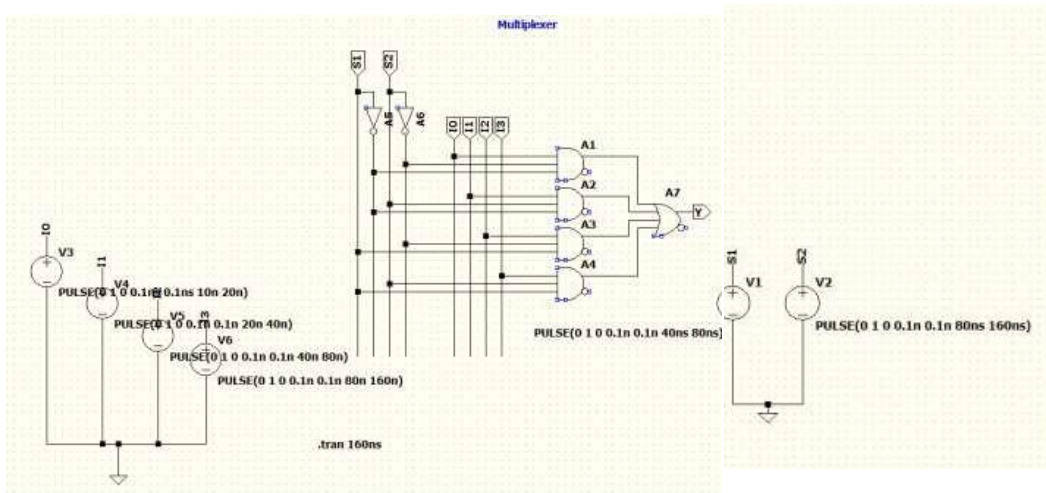 Multiplexer
S1
S2
A5
A6
I0
I1
I2
I3
A1
A2
A3
A4
A7
Y
I0
V3
PULSE(0 1 0 0.1n 0.1ns 10n 20n)
I1
V4
PULSE(0 1 0 0.1n 0.1n 20n 40n)
V5
PULSE(0 1 0 0.1n 0.1n 40n 80n)
V6
PULSE(0 1 0 0.1n 0.1n 80n 160n)
.tran 160ns
S1
V1
PULSE(0 1 0 0.1n 0.1n 40ns 80ns)
S2
V2
PULSE(0 1 0 0.1n 0.1n 80ns 160ns)